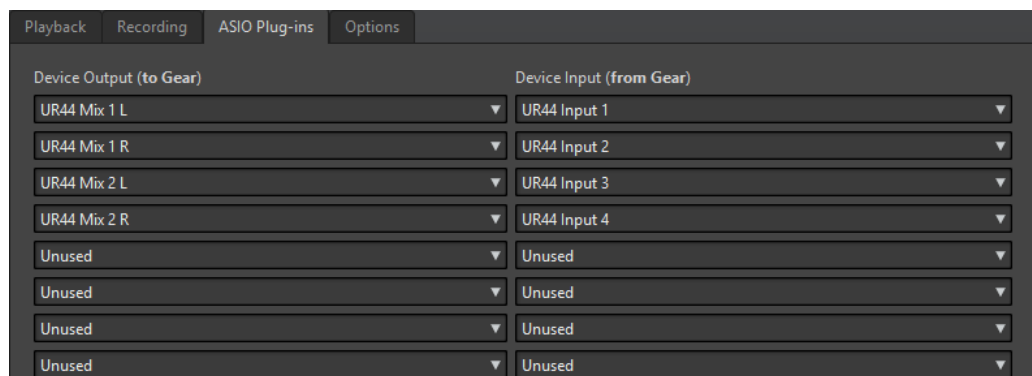 Playback Recording ASIO Plug-ins Options
Device Output (to Gear) Device Input (from Gear)
UR44 Mix 1 L UR44 Input 1
UR44 Mix 1 R UR44 Input 2
UR44 Mix 2 L UR44 Input 3
UR44 Mix 2 R UR44 Input 4
Unused Unused
Unused Unused
Unused Unused
Unused Unused